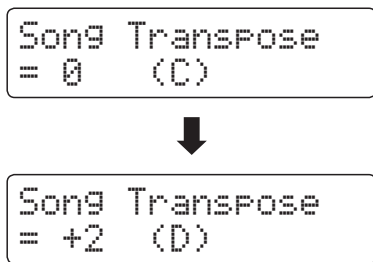 Song Transpose
= 0 (C)
Song Transpose
= +2 (D)